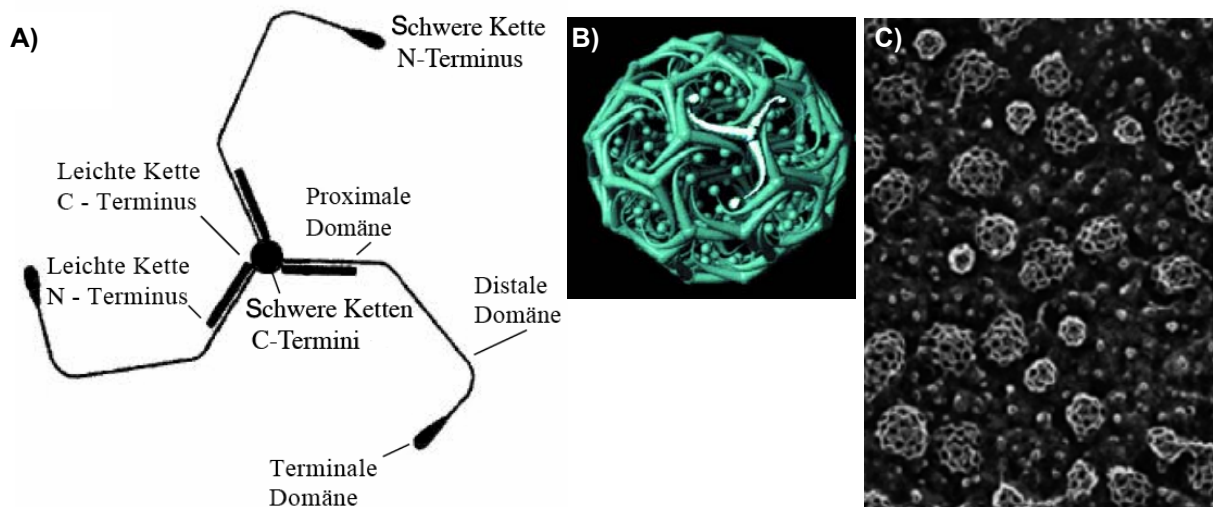 A)
Schwere Kette
N-Terminus
Leichte Kette
C - Terminus
Proximale
Domäne
Leichte Kette
N - Terminus
Schwere Ketten
C-Termini
Distale
Domäne
Terminale
Domäne
B)
C)